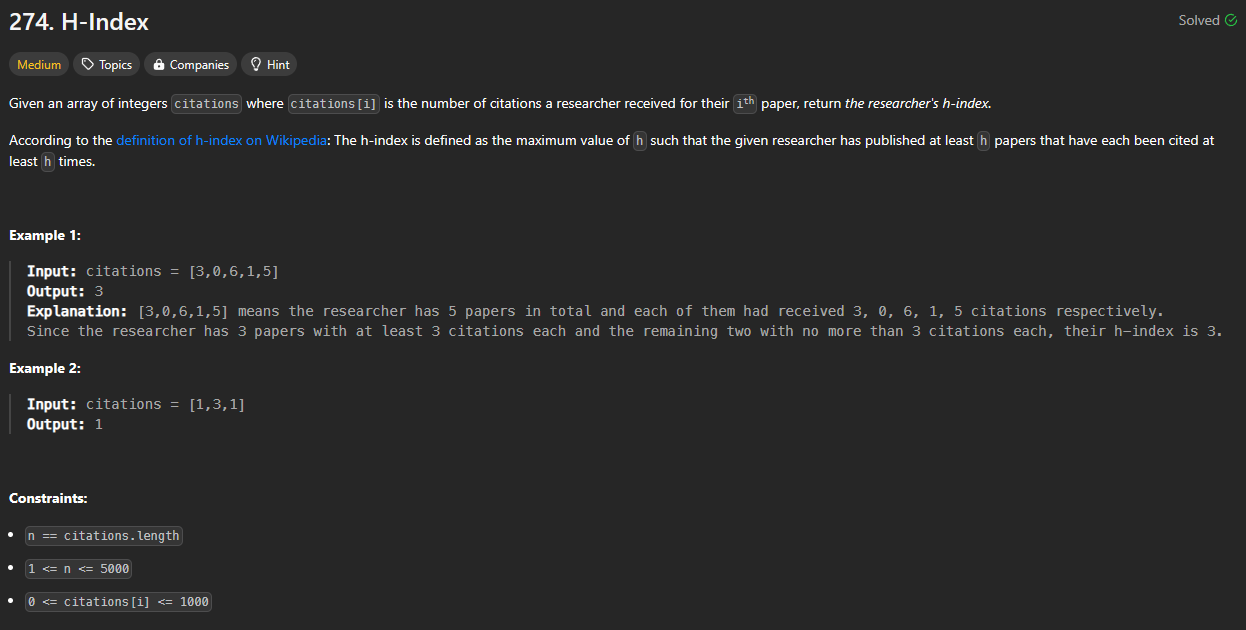 274. H-Index
Solved
Medium
Topics
Companies
Hint
Given an array of integers citations where citations[i] is the number of citations a researcher received for their ith paper, return the researcher's h-index.
According to the definition of h-index on Wikipedia: The h-index is defined as the maximum value of h such that the given researcher has published at least h papers that have each been cited at
least h times.
Example 1:
Input: citations = [3,0,6,1,5]
Output: 3
Explanation: [3,0,6,1,5] means the researcher has 5 papers in total and each of them had received 3, 0, 6, 1, 5 citations respectively.
Since the researcher has 3 papers with at least 3 citations each and the remaining two with no more than 3 citations each, their h-index is 3.
Example 2:
Input: citations = [1,3,1]
Output: 1
Constraints:
n == citations.length
1 <= n <= 5000
0 <= citations[i] <= 1000